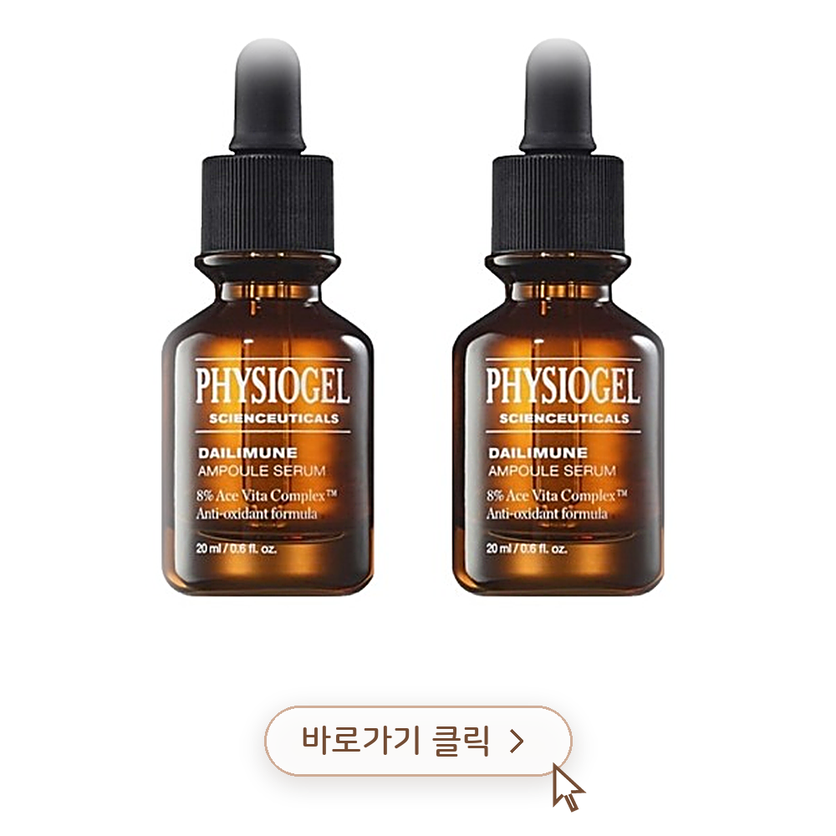 PHYSIOGEL
SCIENCEUTICALS
DAILIMUNE
AMPOULE SERUM
8% Ace Vita Complex™
Anti-oxidant formula
20 ml / 0.6 fl. oz.
PHYSIOGEL
SCIENCEUTICALS
DAILIMUNE
AMPOULE SERUM
8% Ace Vita Complex™
Anti-oxidant formula
20 ml / 0.6 fl. oz.
바로가기 클릭 >